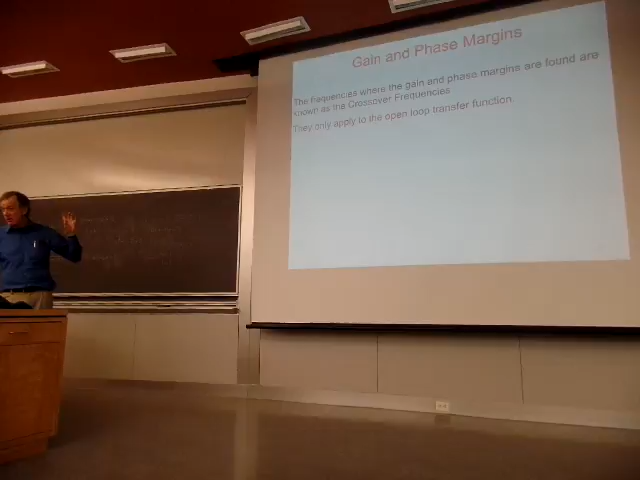 Gain and Phase Margins
The frequencies where the gain and phase margins are found are
known as the Crossover Frequencies
They only apply to the open loop transfer function.